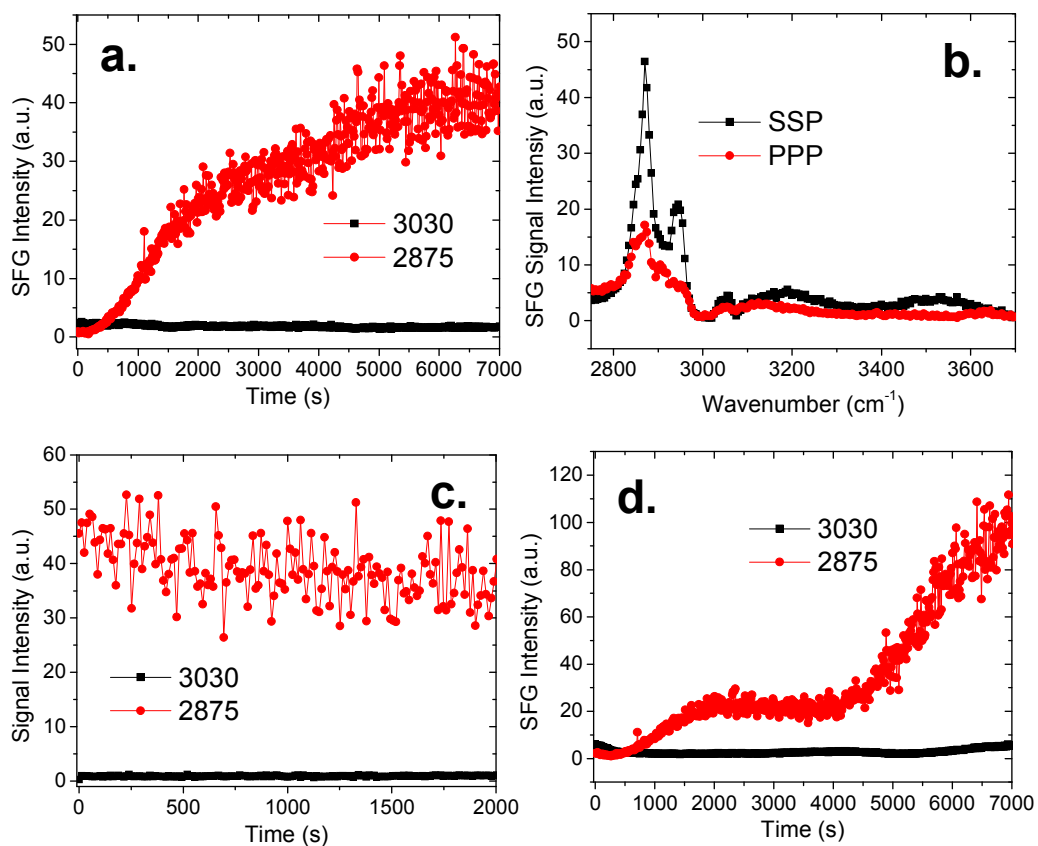 a.
SFG Intensity (a.u.)
50
40
30
20
10
0
3030
2875
0 1000 2000 3000 4000 5000 6000 7000
Time (s)
b.
SFG Signal Intensiy (a.u.)
50
40
30
20
10
0
SSP
PPP
2800 3000 3200 3400 3600
Wavenumber (cm⁻¹)
c.
Signal Intensity (a.u.)
60
50
40
30
20
10
0
3030
2875
0 500 1000 1500 2000
Time (s)
d.
SFG Intensity (a.u.)
120
100
80
60
40
20
0
3030
2875
0 1000 2000 3000 4000 5000 6000 7000
Time (s)